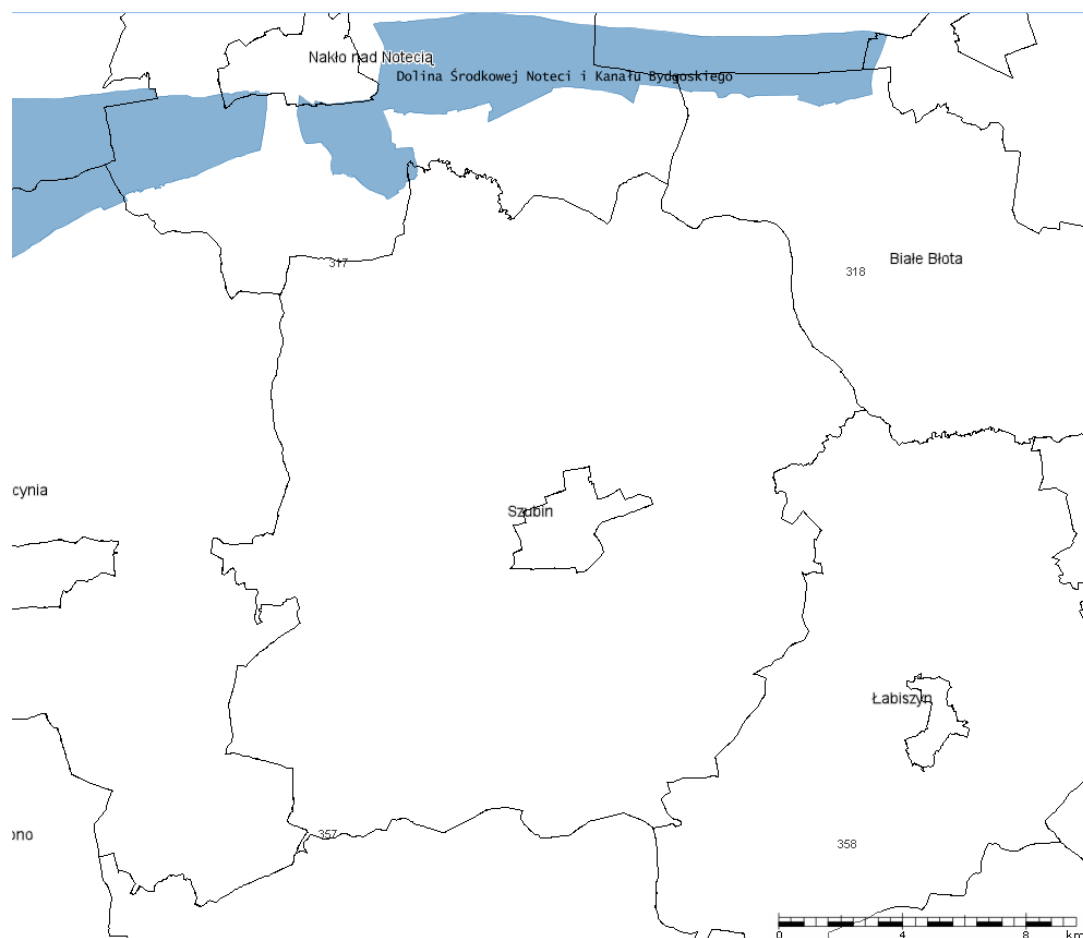 Nakło nad Notecią
Dolina Środkowej Noteci i Kanału Bydgoskiego
317
318
Białe Błota
cynia
Szubin
Łabiszyn
ono
357
358
0 4 8 km